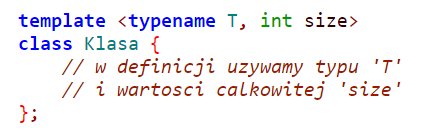 template <typename T, int size>
class Klasa {
// w definicji uzywamy typu 'T'
// i wartosci calkowitej 'size'
};